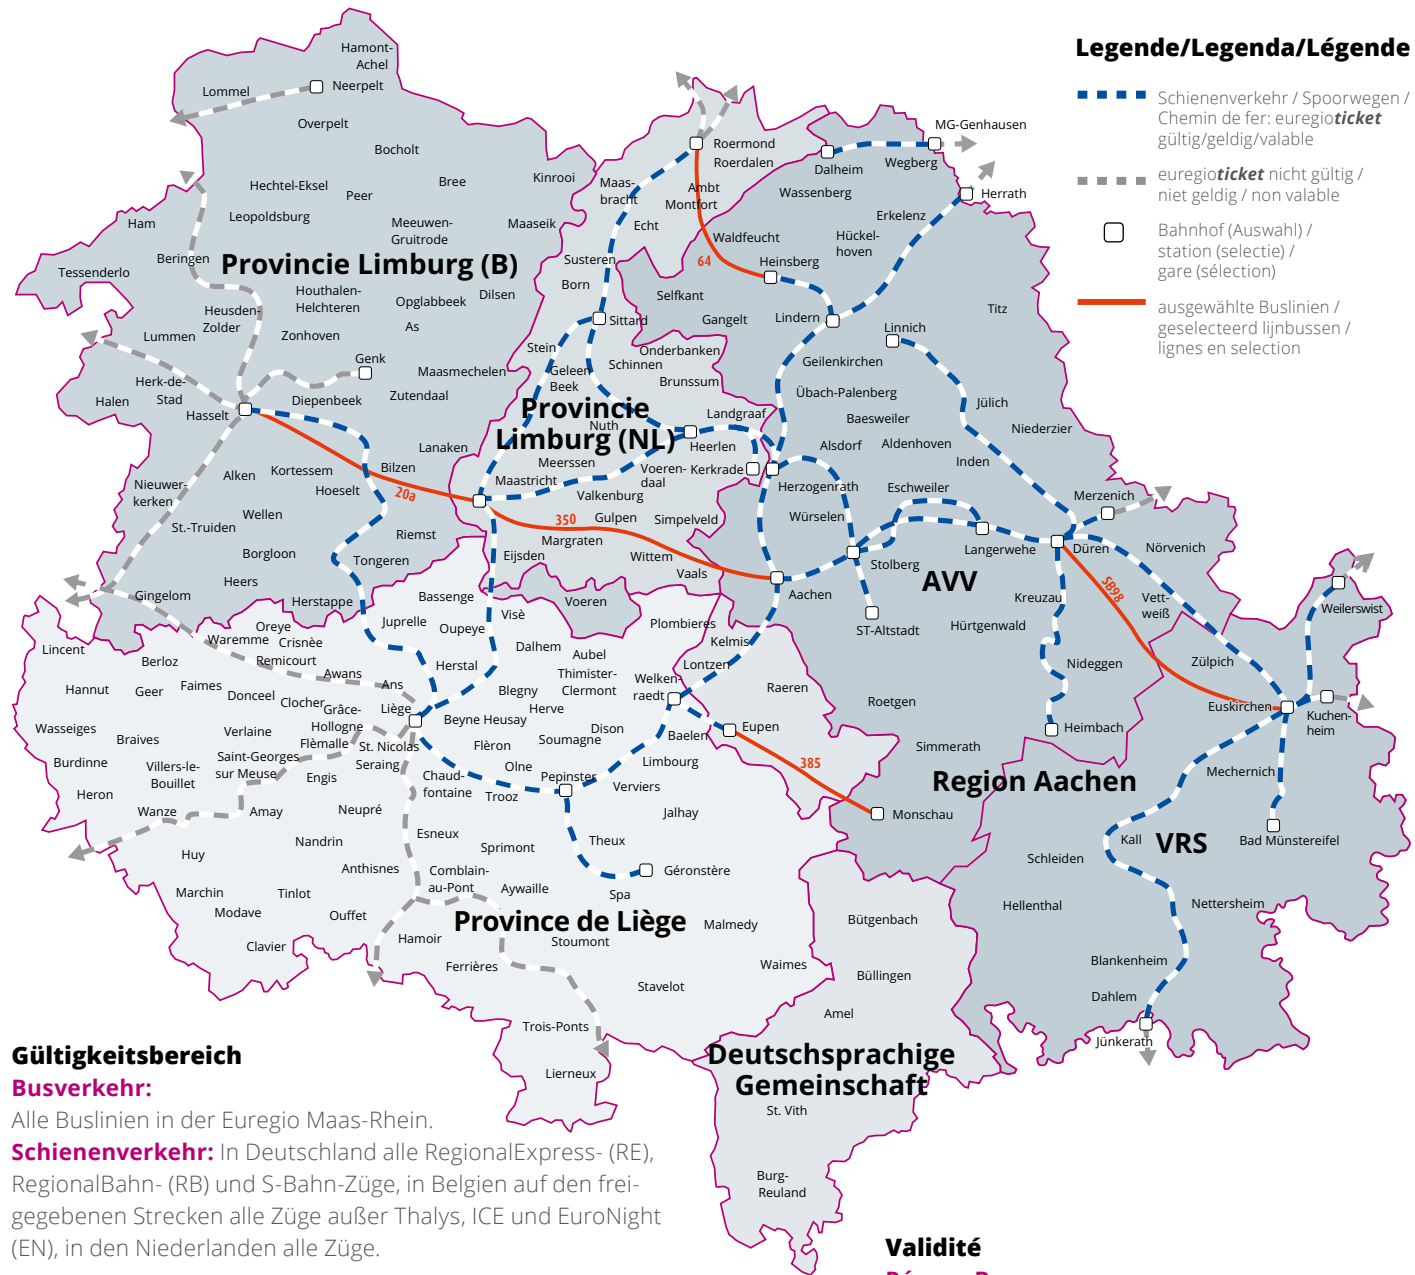 Legende/Legenda/Légende
Schienenverkehr / Spoorwegen /
Chemin de fer: euregioticket
gültig/geldig/valable
euregioticket nicht gültig /
niet geldig / non valable
Bahnhof (Auswahl) /
station (selectie) /
gare (sélection)
ausgewählte Buslinien /
geselecteerd lijnbussen /
lignes en selection
Hamont-
Achel
Neerpelt
Lommel
Overpelt
Bocholt
Hechtel-Eksel
Peer
Bree
Kinrooi
Leopoldsburg
Ham
Meeuwen-
Gruitrode
Maaseik
Beringen
Tessenderlo
Provincie Limburg (B)
Houthalen-
Helchteren
Opglabbeek
Dilsen
Heusden-
Zolder
Lummen
Zonhoven
As
Genk
Maasmechelen
Herk-de-
Stad
Halen
Hasselt
Diepenbeek
Zutendaal
Lanaken
Alken
Kortessem
Bilzen
Hoeselt
20a
Nieuwer-
kerken
Wellen
St.-Truiden
Riemst
Borgloon
Tongeren
Heers
Gingelom
Herstappe
Roermond
Roerdalen
Maas-
bracht
Ambt
Montfort
Echt
Susteren
Born
64
Sittard
Stein
Onderbanken
Schinnen
Geleen
Beek
Brunssum
Provincie
Limburg (NL)
Nuth
Landgraaf
Heerlen
Meerssen
Maastricht
Voeren-
daal
Kerkrade
Valkenburg
350
Gulpen
Simpelveld
Margraten
Eijsden
Wittem
Vaals
Voeren
MG-Genhausen
Dalheim
Wegberg
Wassenberg
Herrath
Erkelenz
Waldfeucht
Hückel-
hoven
Heinsberg
Selfkant
Gangelt
Lindern
Titz
Linnich
Geilenkirchen
Übach-Palenberg
Jülich
Baesweiler
Niederzier
Alsdorf
Aldenhoven
Inden
Herzogenrath
Eschweiler
Merzenich
Würselen
Langerwehe
Düren
Nörvenich
Stolberg
AVV
Aachen
Kreuzau
SB98
Vett-
weiß
Weilerswist
ST-Altstadt
Hürtgenwald
Nideggen
Zülpich
Roetgen
Heimbach
Euskirchen
Kuchen-
heim
Simmerath
Region Aachen
Mechernich
Monschau
Kall
VRS
Bad Münstereifel
Schleiden
Hellenthal
Nettersheim
Blankenheim
Dahlem
Jünkerath
Bassenge
Visè
Juprelle
Oupeye
Plombieres
Kelmis
Dalhem
Aubel
Lontzen
Herstal
Thimister-
Clermont
Welken-
raedt
Raeren
Blegny
Herve
Eupen
Oreye
Waremme
Crisnèe
Remicourt
Lincent
Berloz
Awans
Ans
Hannut
Geer
Faimes
Donceel
Clocher
Grâce-
Hollogne
Liège
Beyne Heusay
Dison
Baelen
Wasseiges
Braives
Verlaine
Flèmalle
St. Nicolas
Seraing
Flèron
Soumagne
Limbourg
385
Burdinne
Villers-le-
Bouillet
Saint-Georges
sur Meuse
Engis
Chaud-
fontaine
Olne
Pepinster
Trooz
Verviers
Heron
Wanze
Amay
Neupré
Jalhay
Esneux
Theux
Nandrin
Sprimont
Huy
Anthisnes
Comblain-
au-Pont
Aywaille
Géronstère
Spa
Marchin
Tinlot
Modave
Ouffet
Province de Liège
Malmedy
Clavier
Hamoir
Stoumont
Ferrières
Waimes
Stavelot
Trois-Ponts
Lierneux
Bütgenbach
Büllingen
Amel
Deutschsprachige
Gemeinschaft
St. Vith
Burg-
Reuland
Gültigkeitsbereich
Busverkehr:
Alle Buslinien in der Euregio Maas-Rhein.
Schienenverkehr: In Deutschland alle RegionalExpress- (RE),
RegionalBahn- (RB) und S-Bahn-Züge, in Belgien auf den frei-
gegebenen Strecken alle Züge außer Thalys, ICE und EuroNight
(EN), in den Niederlanden alle Züge.
Validité